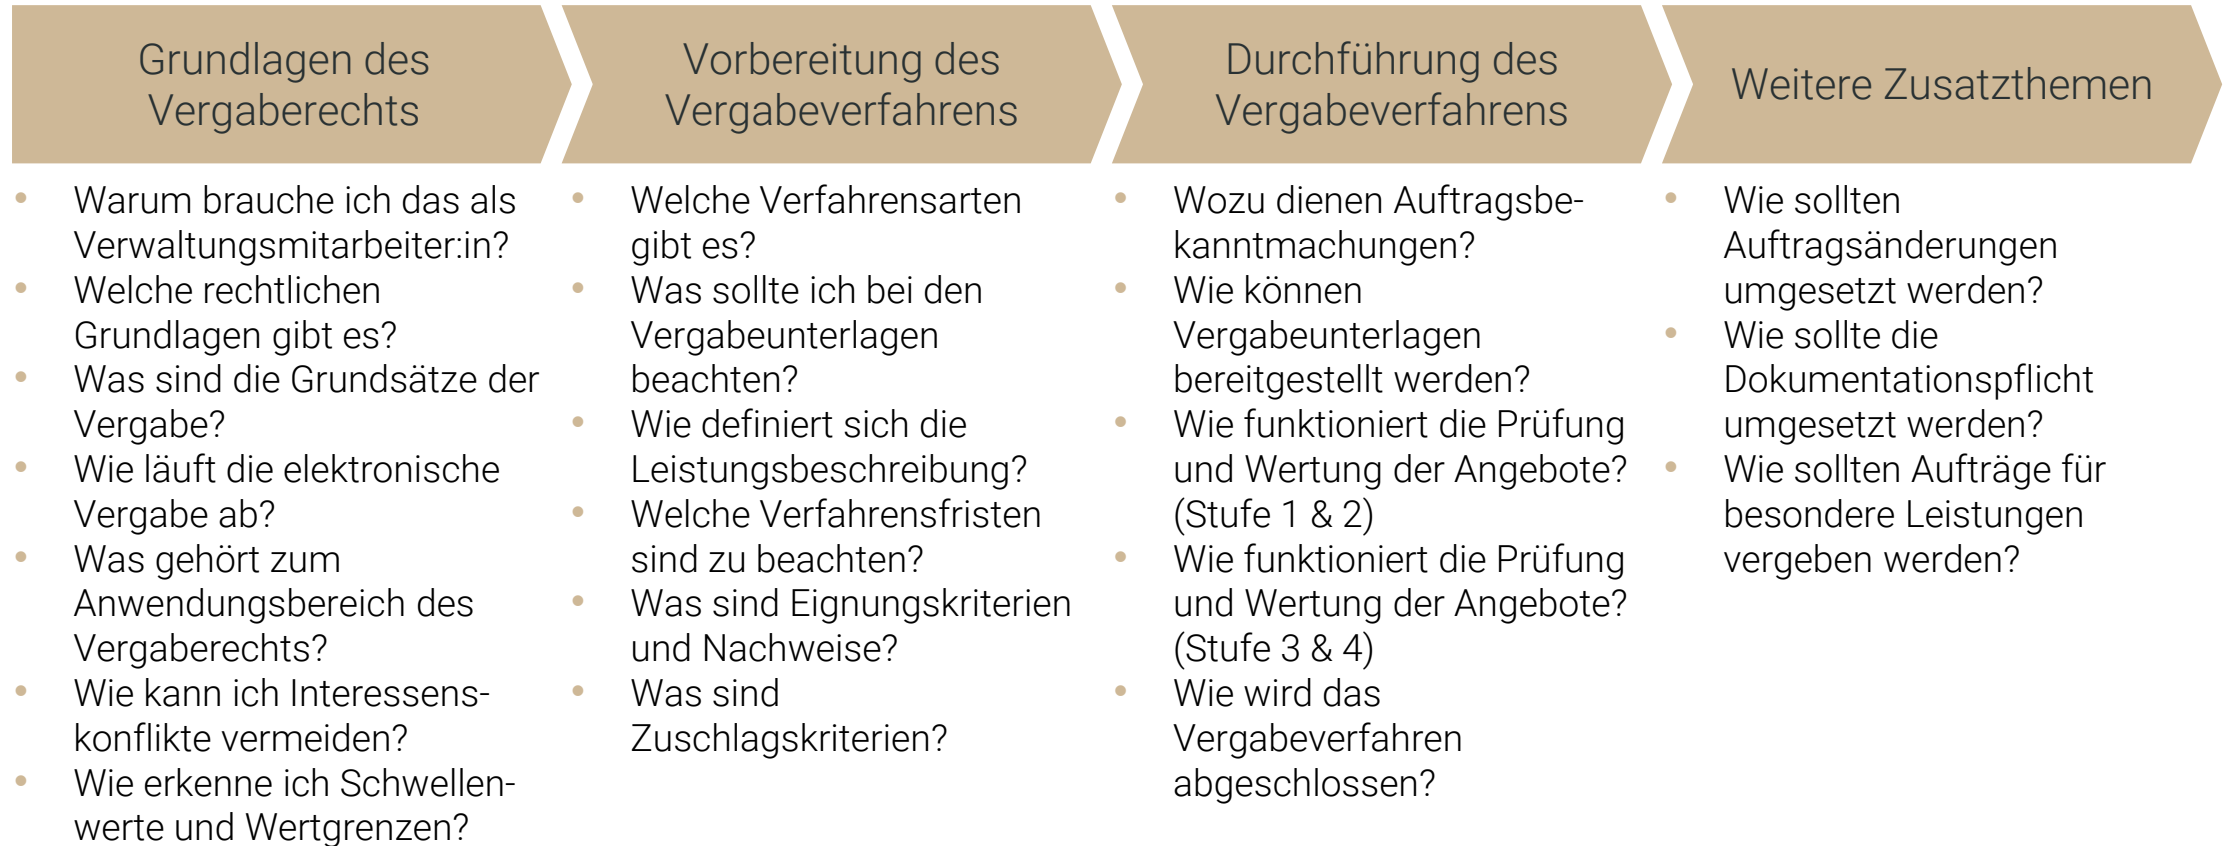 Grundlagen des
Vergaberechts
Vorbereitung des
Vergabeverfahrens
Durchführung des
Vergabeverfahrens
Weitere Zusatzthemen
• Warum brauche ich das als
Verwaltungsmitarbeiter:in?
• Welche rechtlichen
Grundlagen gibt es?
• Was sind die Grundsätze der
Vergabe?
• Wie läuft die elektronische
Vergabe ab?
• Was gehört zum
Anwendungsbereich des
Vergaberechts?
• Wie kann ich Interessens-
konflikte vermeiden?
• Wie erkenne ich Schwellen-
werte und Wertgrenzen?
• Welche Verfahrensarten
gibt es?
• Was sollte ich bei den
Vergabeunterlagen
beachten?
• Wie definiert sich die
Leistungsbeschreibung?
• Welche Verfahrensfristen
sind zu beachten?
• Was sind Eignungskriterien
und Nachweise?
• Was sind
Zuschlagskriterien?
• Wozu dienen Auftragsbe-
kanntmachungen?
• Wie können
Vergabeunterlagen
bereitgestellt werden?
• Wie funktioniert die Prüfung
und Wertung der Angebote?
(Stufe 1 & 2)
• Wie funktioniert die Prüfung
und Wertung der Angebote?
(Stufe 3 & 4)
• Wie wird das
Vergabeverfahren
abgeschlossen?
• Wie sollten
Auftragsänderungen
umgesetzt werden?
• Wie sollte die
Dokumentationspflicht
umgesetzt werden?
• Wie sollten Aufträge für
besondere Leistungen
vergeben werden?